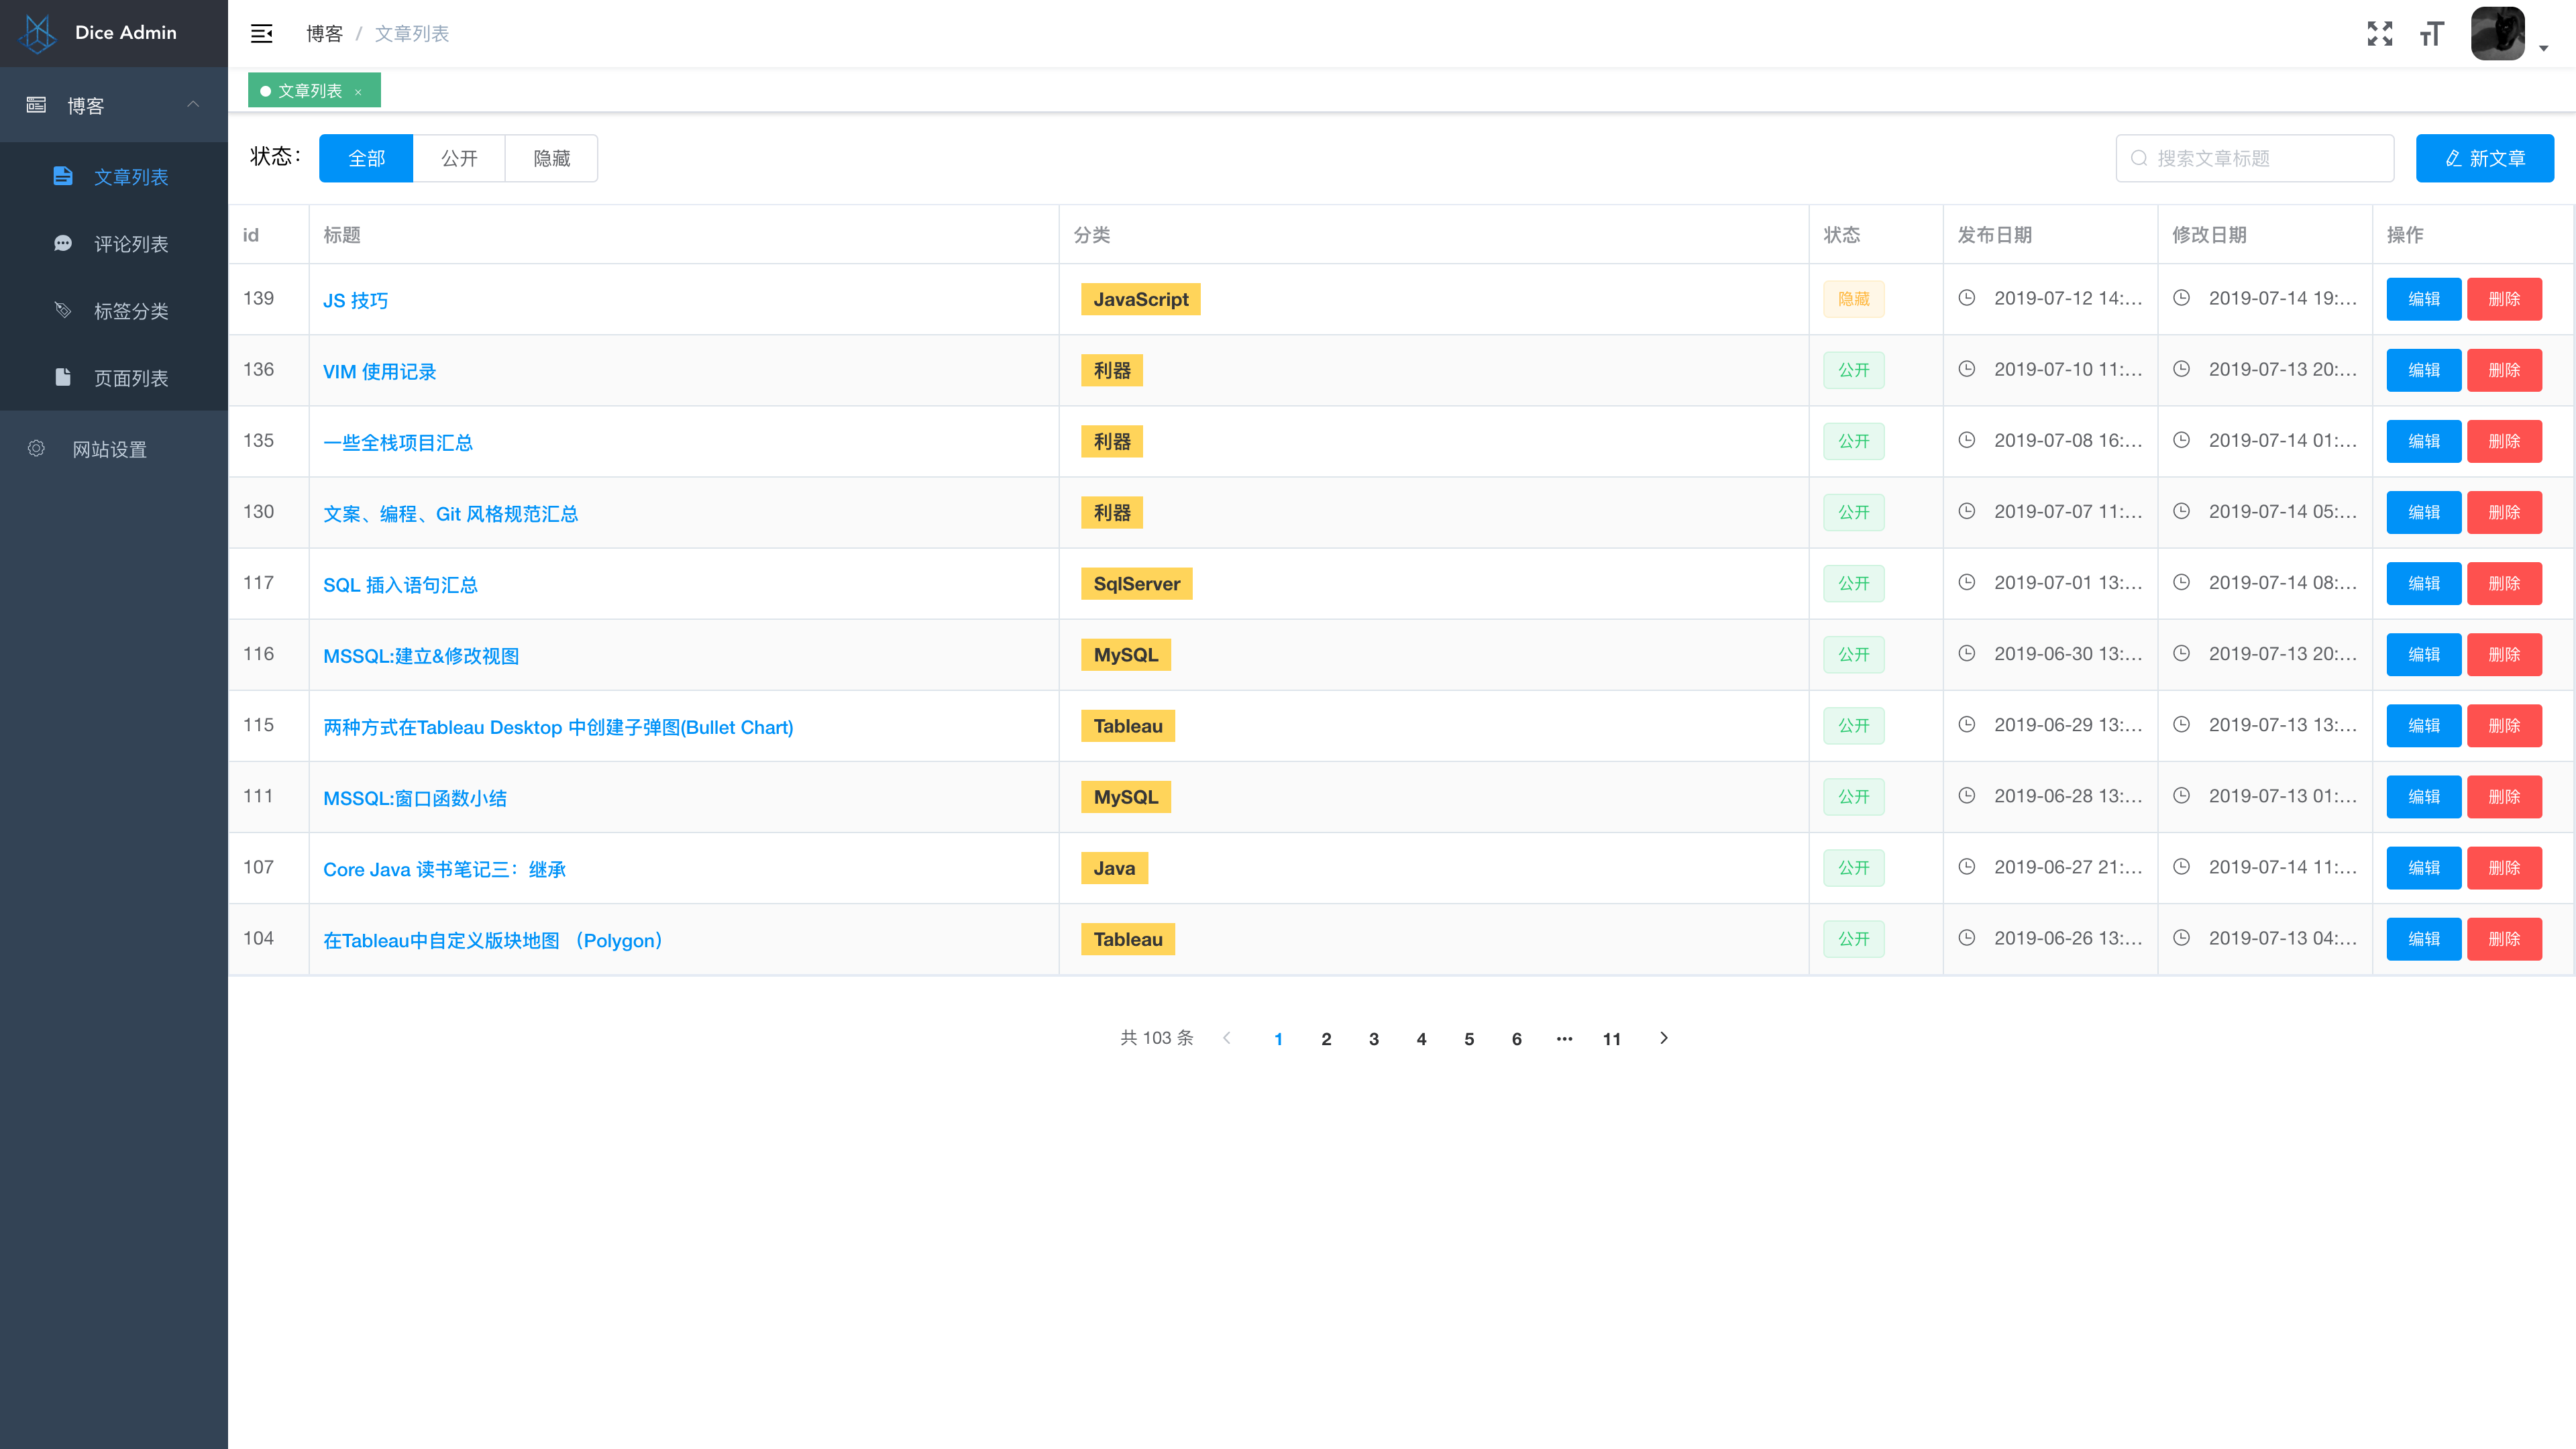 Dice Admin
博客 / 文章列表
博客
文章列表 ×
文章列表
评论列表
标签分类
页面列表
网站设置
状态： 全部 公开 隐藏 搜索文章标题 新文章
id 标题 分类 状态 发布日期 修改日期 操作
139 JS 技巧 JavaScript 隐藏 2019-07-12 14:... 2019-07-14 19:... 编辑 删除
136 VIM 使用记录 利器 公开 2019-07-10 11:... 2019-07-13 20:... 编辑 删除
135 一些全栈项目汇总 利器 公开 2019-07-08 16:... 2019-07-14 01:... 编辑 删除
130 文案、编程、Git 风格规范汇总 利器 公开 2019-07-07 11:... 2019-07-14 05:... 编辑 删除
117 SQL 插入语句汇总 SqlServer 公开 2019-07-01 13:... 2019-07-14 08:... 编辑 删除
116 MSSQL:建立&修改视图 MySQL 公开 2019-06-30 13:... 2019-07-13 20:... 编辑 删除
115 两种方式在Tableau Desktop 中创建子弹图(Bullet Chart) Tableau 公开 2019-06-29 13:... 2019-07-13 13:... 编辑 删除
111 MSSQL:窗口函数小结 MySQL 公开 2019-06-28 13:... 2019-07-13 01:... 编辑 删除
107 Core Java 读书笔记三：继承 Java 公开 2019-06-27 21:... 2019-07-14 11:... 编辑 删除
104 在Tableau中自定义版块地图 （Polygon） Tableau 公开 2019-06-26 13:... 2019-07-13 04:... 编辑 删除
共 103 条 1 2 3 4 5 6 ... 11